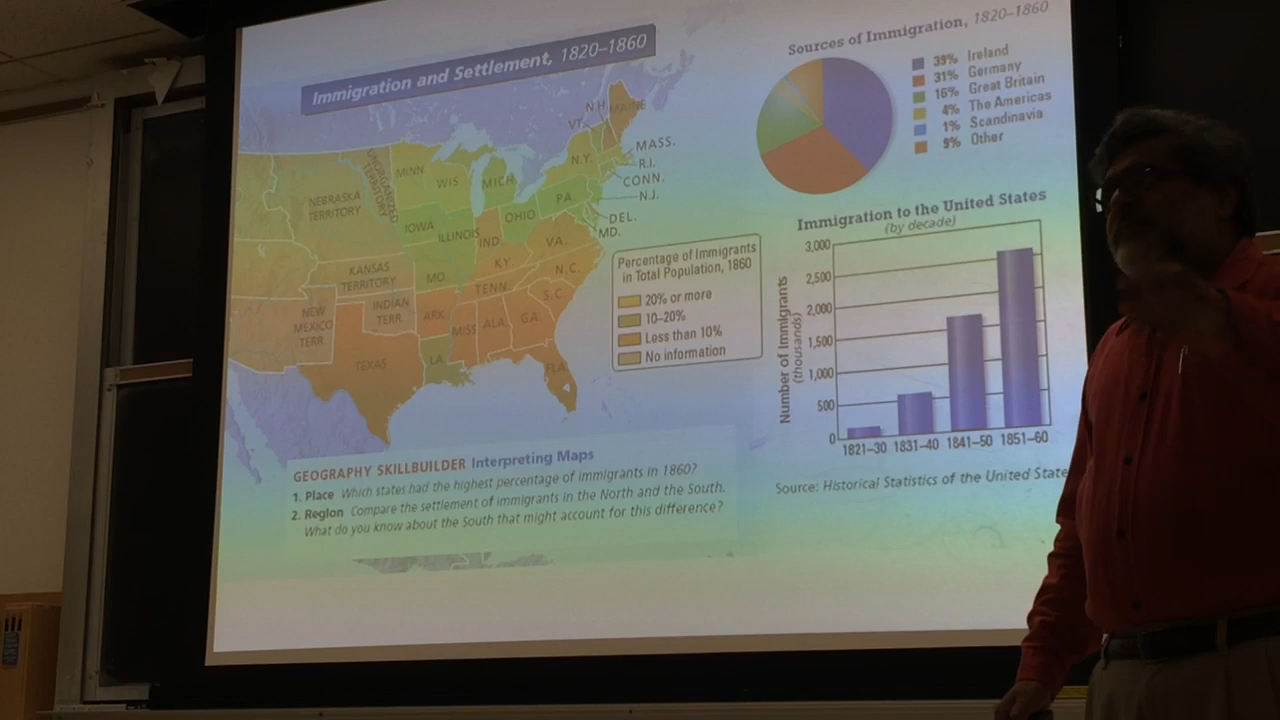 Immigration and Settlement, 1820–1860
N.H.
MAINE
VT.
MASS.
R.I.
CONN.
N.J.
DEL.
MD.
N.Y.
PA.
MINN.
WIS.
MICH.
UNORGANIZED
TERRITORY
NEBRASKA
TERRITORY
IOWA
ILLINOIS
IND.
OHIO
VA.
KY.
KANSAS
TERRITORY
MO.
N.C.
TENN.
S.C.
NEW
MEXICO
TERR.
INDIAN
TERR.
ARK.
MISS.
ALA.
GA.
TEXAS
LA.
FLA.
Percentage of Immigrants
in Total Population, 1860
20% or more
10–20%
Less than 10%
No information
GEOGRAPHY SKILLBUILDER Interpreting Maps
1. Place Which states had the highest percentage of immigrants in 1860?
2. Region Compare the settlement of immigrants in the North and the South.
What do you know about the South that might account for this difference?
Sources of Immigration, 1820–1860
39% Ireland
31% Germany
16% Great Britain
4% The Americas
1% Scandinavia
9% Other
Immigration to the United States
(by decade)
Number of Immigrants
(thousands)
3,000
2,500
2,000
1,500
1,000
500
0
1821–30 1831–40 1841–50 1851–60
Source: Historical Statistics of the United State